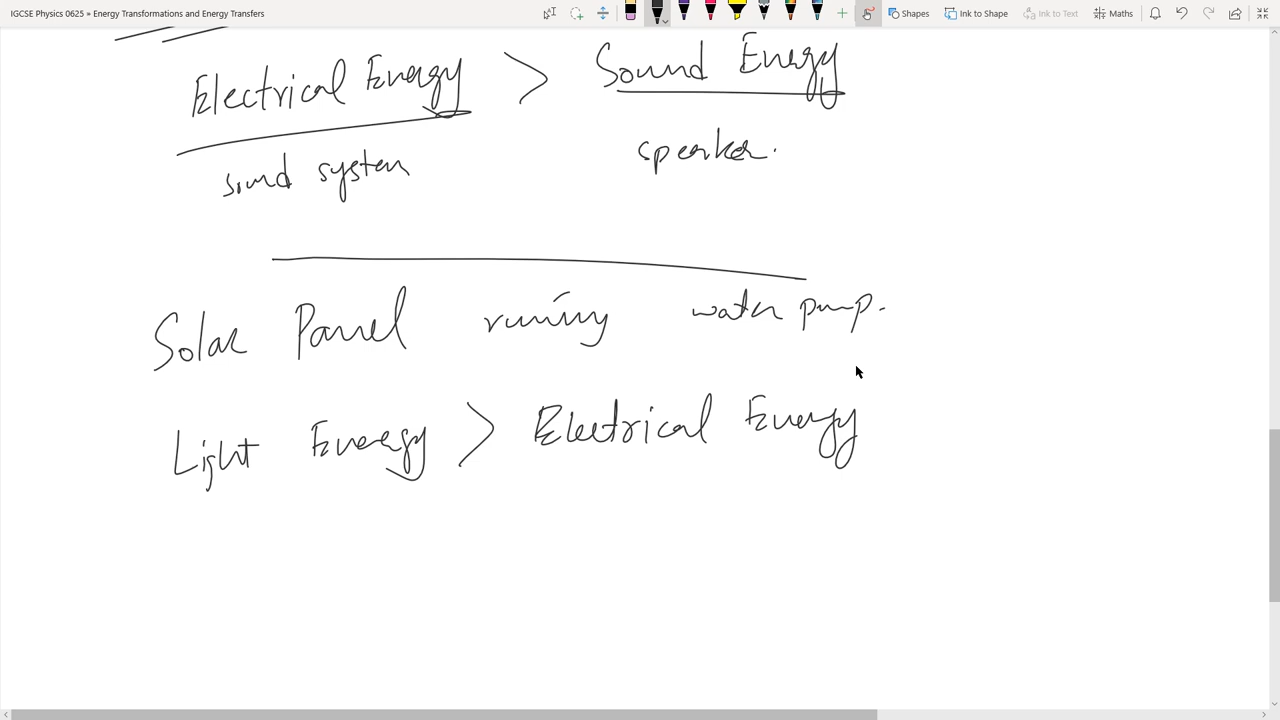 IGCSE Physics 0625 » Energy Transformations and Energy Transfers
Shapes Ink to Shape Ink to Text Maths
Electrical Energy > Sound Energy
sound system speaker.
Solar Pannel running water pump.
Light Energy > Electrical Energy